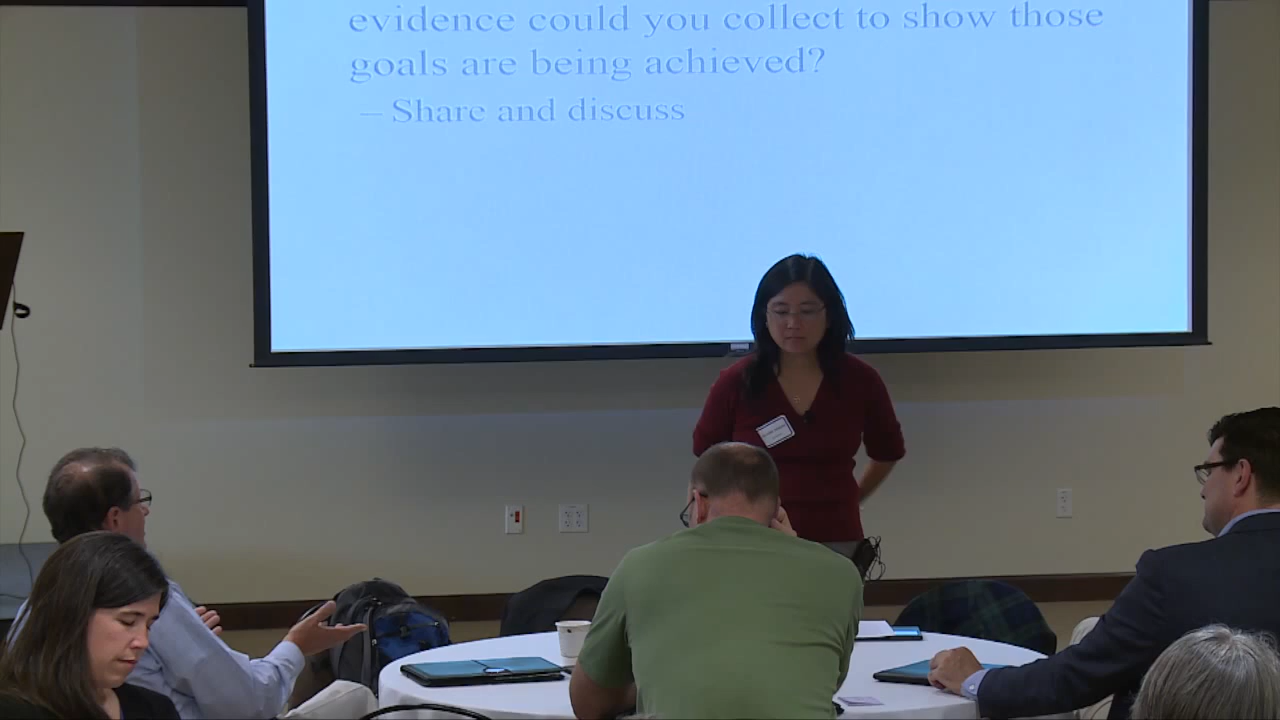 evidence could you collect to show those
goals are being achieved?
– Share and discuss